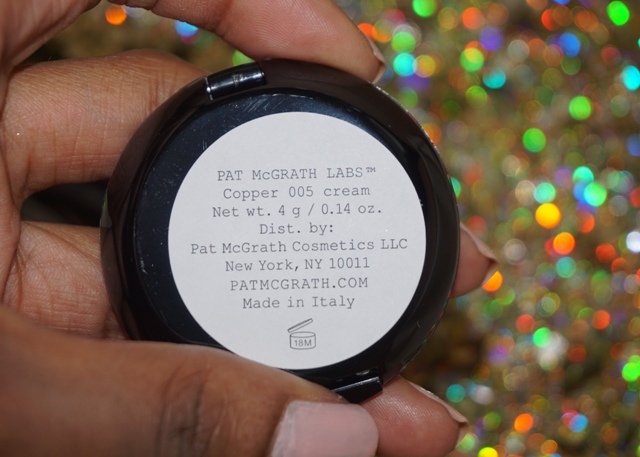 PAT McGRATH LABS™
Copper 005 cream
Net wt. 4 g / 0.14 oz.
Dist. by:
Pat McGrath Cosmetics LLC
New York, NY 10011
PATMCGRATH.COM
Made in Italy
18M